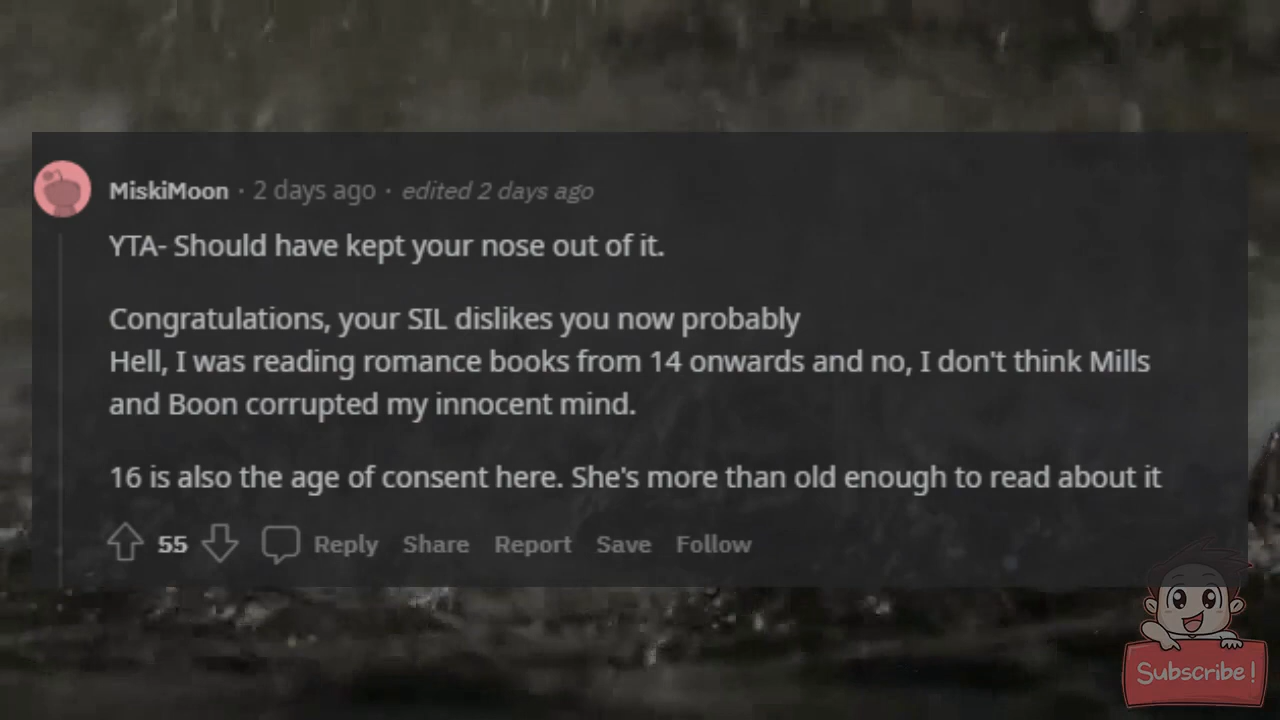 MiskiMoon · 2 days ago · edited 2 days ago
YTA- Should have kept your nose out of it.
Congratulations, your SIL dislikes you now probably
Hell, I was reading romance books from 14 onwards and no, I don't think Mills
and Boon corrupted my innocent mind.
16 is also the age of consent here. She's more than old enough to read about it
55 Reply Share Report Save Follow
Subscribe!